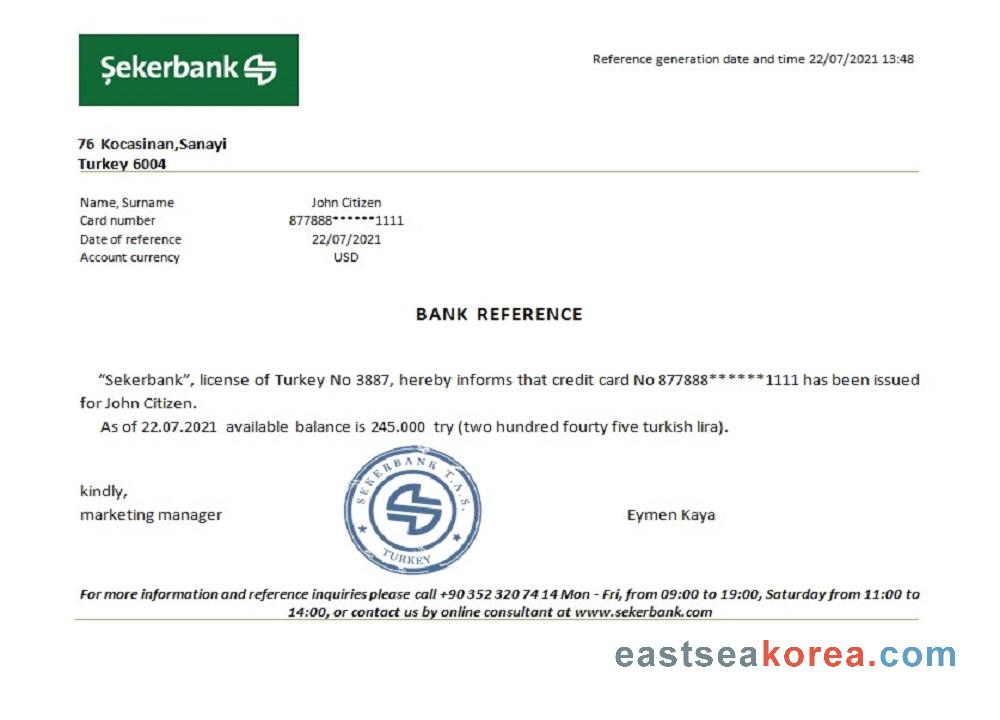 Şekerbank
Reference generation date and time 22/07/2021 13:48
76 Kocasinan,Sanayi
Turkey 6004
Name, Surname John Citizen
Card number 877888******1111
Date of reference 22/07/2021
Account currency USD
BANK REFERENCE
“Sekerbank”, license of Turkey No 3887, hereby informs that credit card No 877888******1111 has been issued
for John Citizen.
As of 22.07.2021 available balance is 245.000 try (two hundred fourty five turkish lira).
SEKERBANK T.A.S.
TURKEY
kindly,
marketing manager Eymen Kaya
For more information and reference inquiries please call +90 352 320 74 14 Mon - Fri, from 09:00 to 19:00, Saturday from 11:00 to
14:00, or contact us by online consultant at www.sekerbank.com
eastseakorea.com